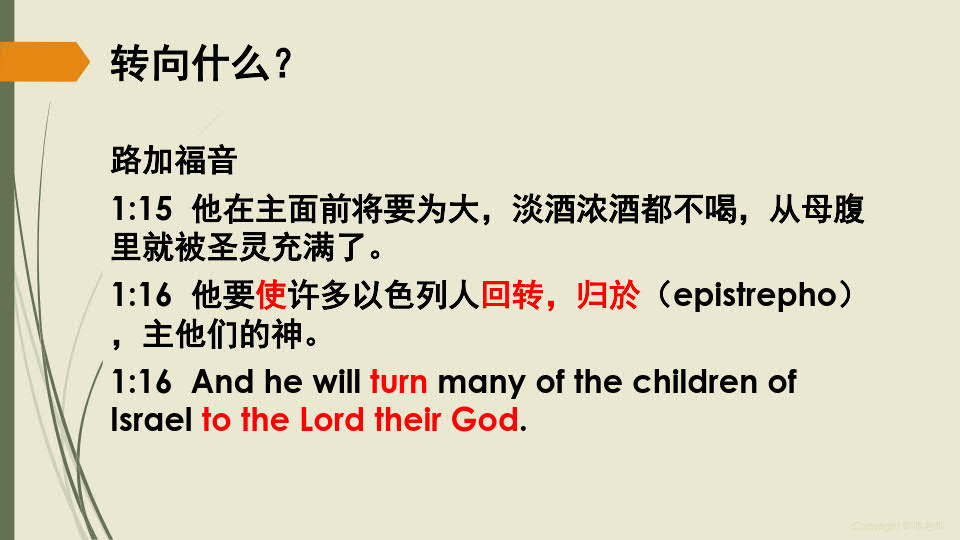 转向什么？
路加福音
1:15 他在主面前将要为大，淡酒浓酒都不喝，从母腹
里就被圣灵充满了。
1:16 他要使许多以色列人回转，归於（epistrepho）
，主他们的神。
1:16 And he will turn many of the children of
Israel to the Lord their God.
Copyright